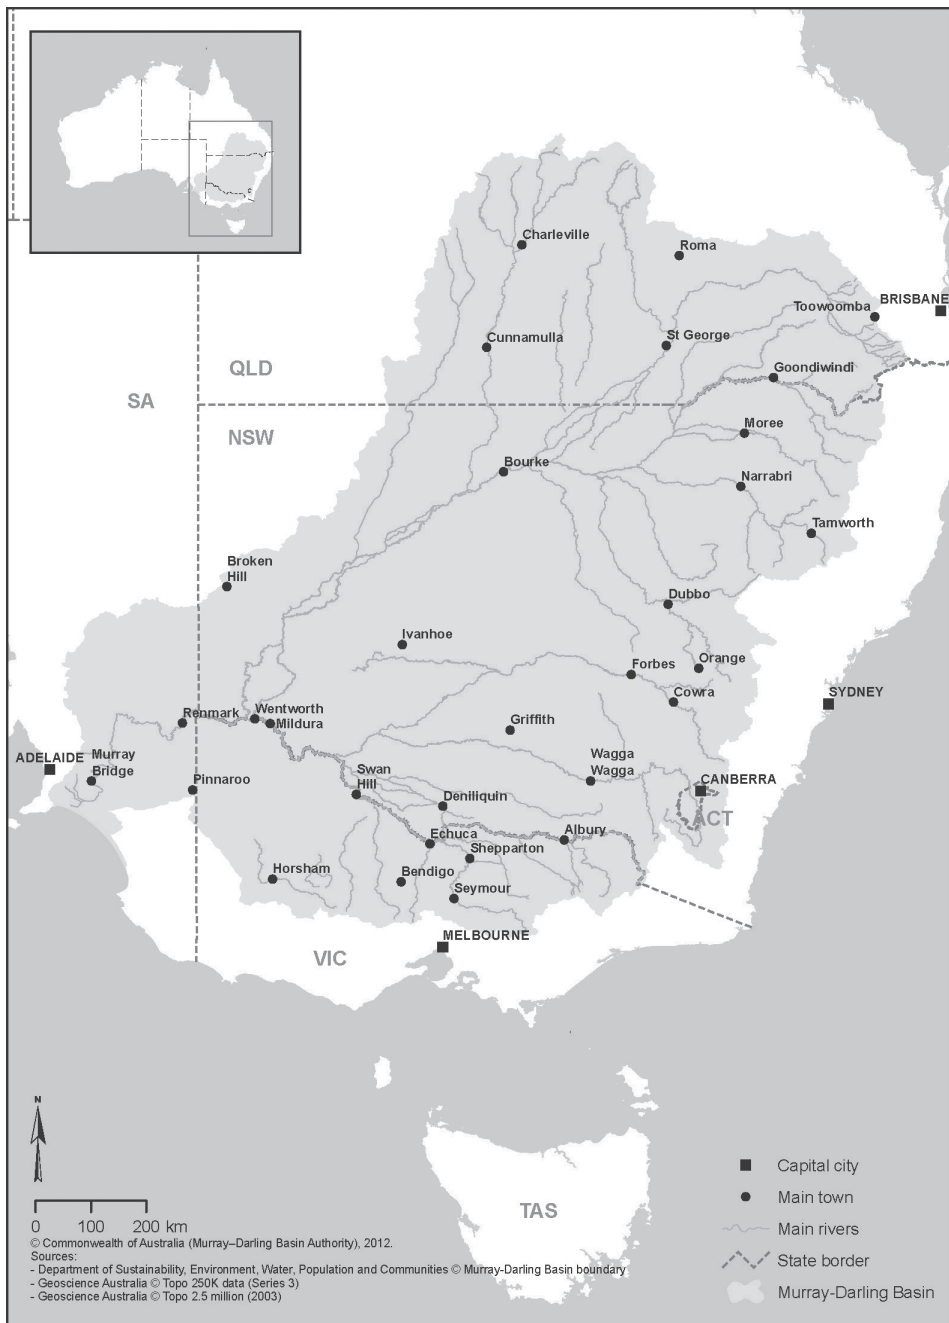 Charleville
Roma
Toowoomba
BRISBANE
Cunnamulla
St George
QLD
Goondiwindi
SA
NSW
Moree
Bourke
Narrabri
Tamworth
Broken
Hill
Dubbo
Ivanhoe
Forbes
Orange
Cowra
SYDNEY
Renmark
Wentworth
Mildura
Griffith
ADELAIDE
Murray
Bridge
Wagga
Wagga
Swan
Hill
Pinnaroo
CANBERRA
Deniliquin
ACT
Echuca
Albury
Shepparton
Horsham
Bendigo
Seymour
MELBOURNE
VIC
N
TAS
0 100 200 km
© Commonwealth of Australia (Murray–Darling Basin Authority), 2012.
Sources:
- Department of Sustainability, Environment, Water, Population and Communities © Murray-Darling Basin boundary
- Geoscience Australia © Topo 250K data (Series 3)
- Geoscience Australia © Topo 2.5 million (2003)
Capital city
Main town
Main rivers
State border
Murray-Darling Basin